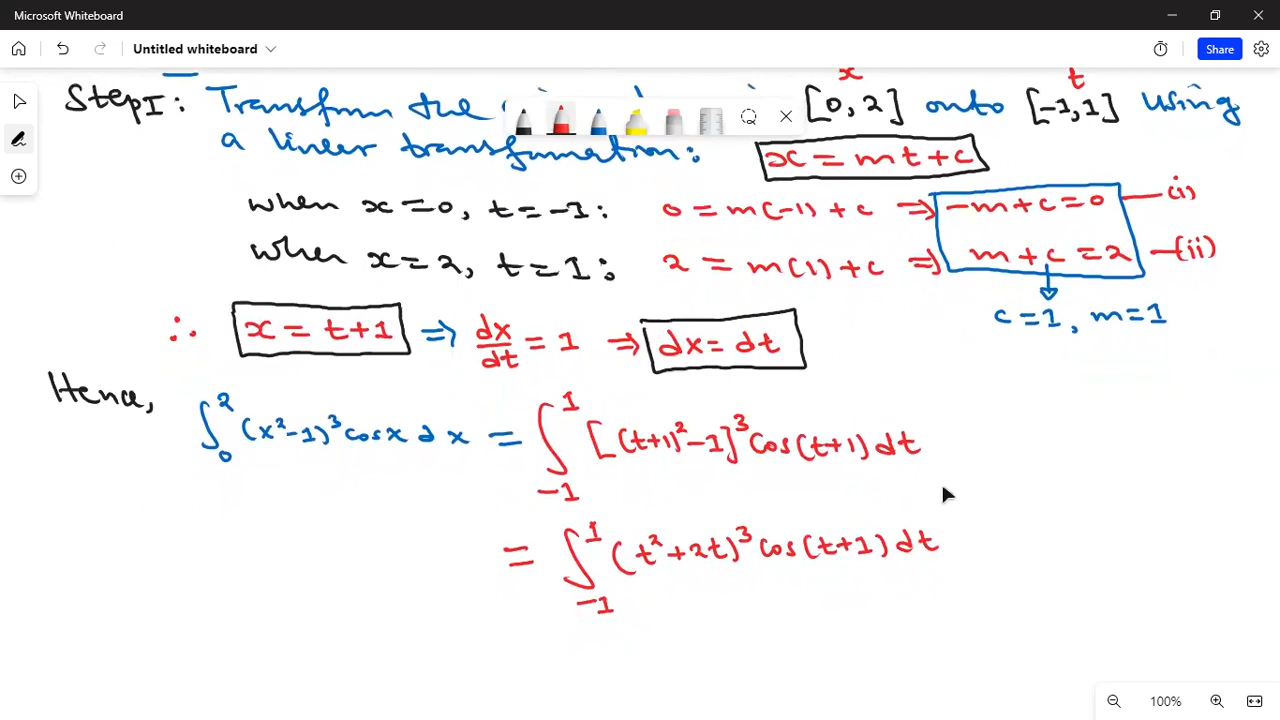 Microsoft Whiteboard
Untitled whiteboard
Share
x t
Step I: Transform the [0, 2] onto [-1, 1] using
a linear transformation: x = mt + c
when x = 0, t = -1: 0 = m(-1) + c ⇒ -m + c = 0 —(i)
when x = 2, t = 1: 2 = m(1) + c ⇒ m + c = 2 —(ii)
c = 1, m = 1
∴ x = t + 1 ⇒ dx/dt = 1 ⇒ dx = dt
Hence,
∫₀² (x² - 1)³ cos x dx = ∫₋₁¹ [(t + 1)² - 1]³ cos(t + 1) dt
= ∫₋₁¹ (t² + 2t)³ cos(t + 1) dt
100%